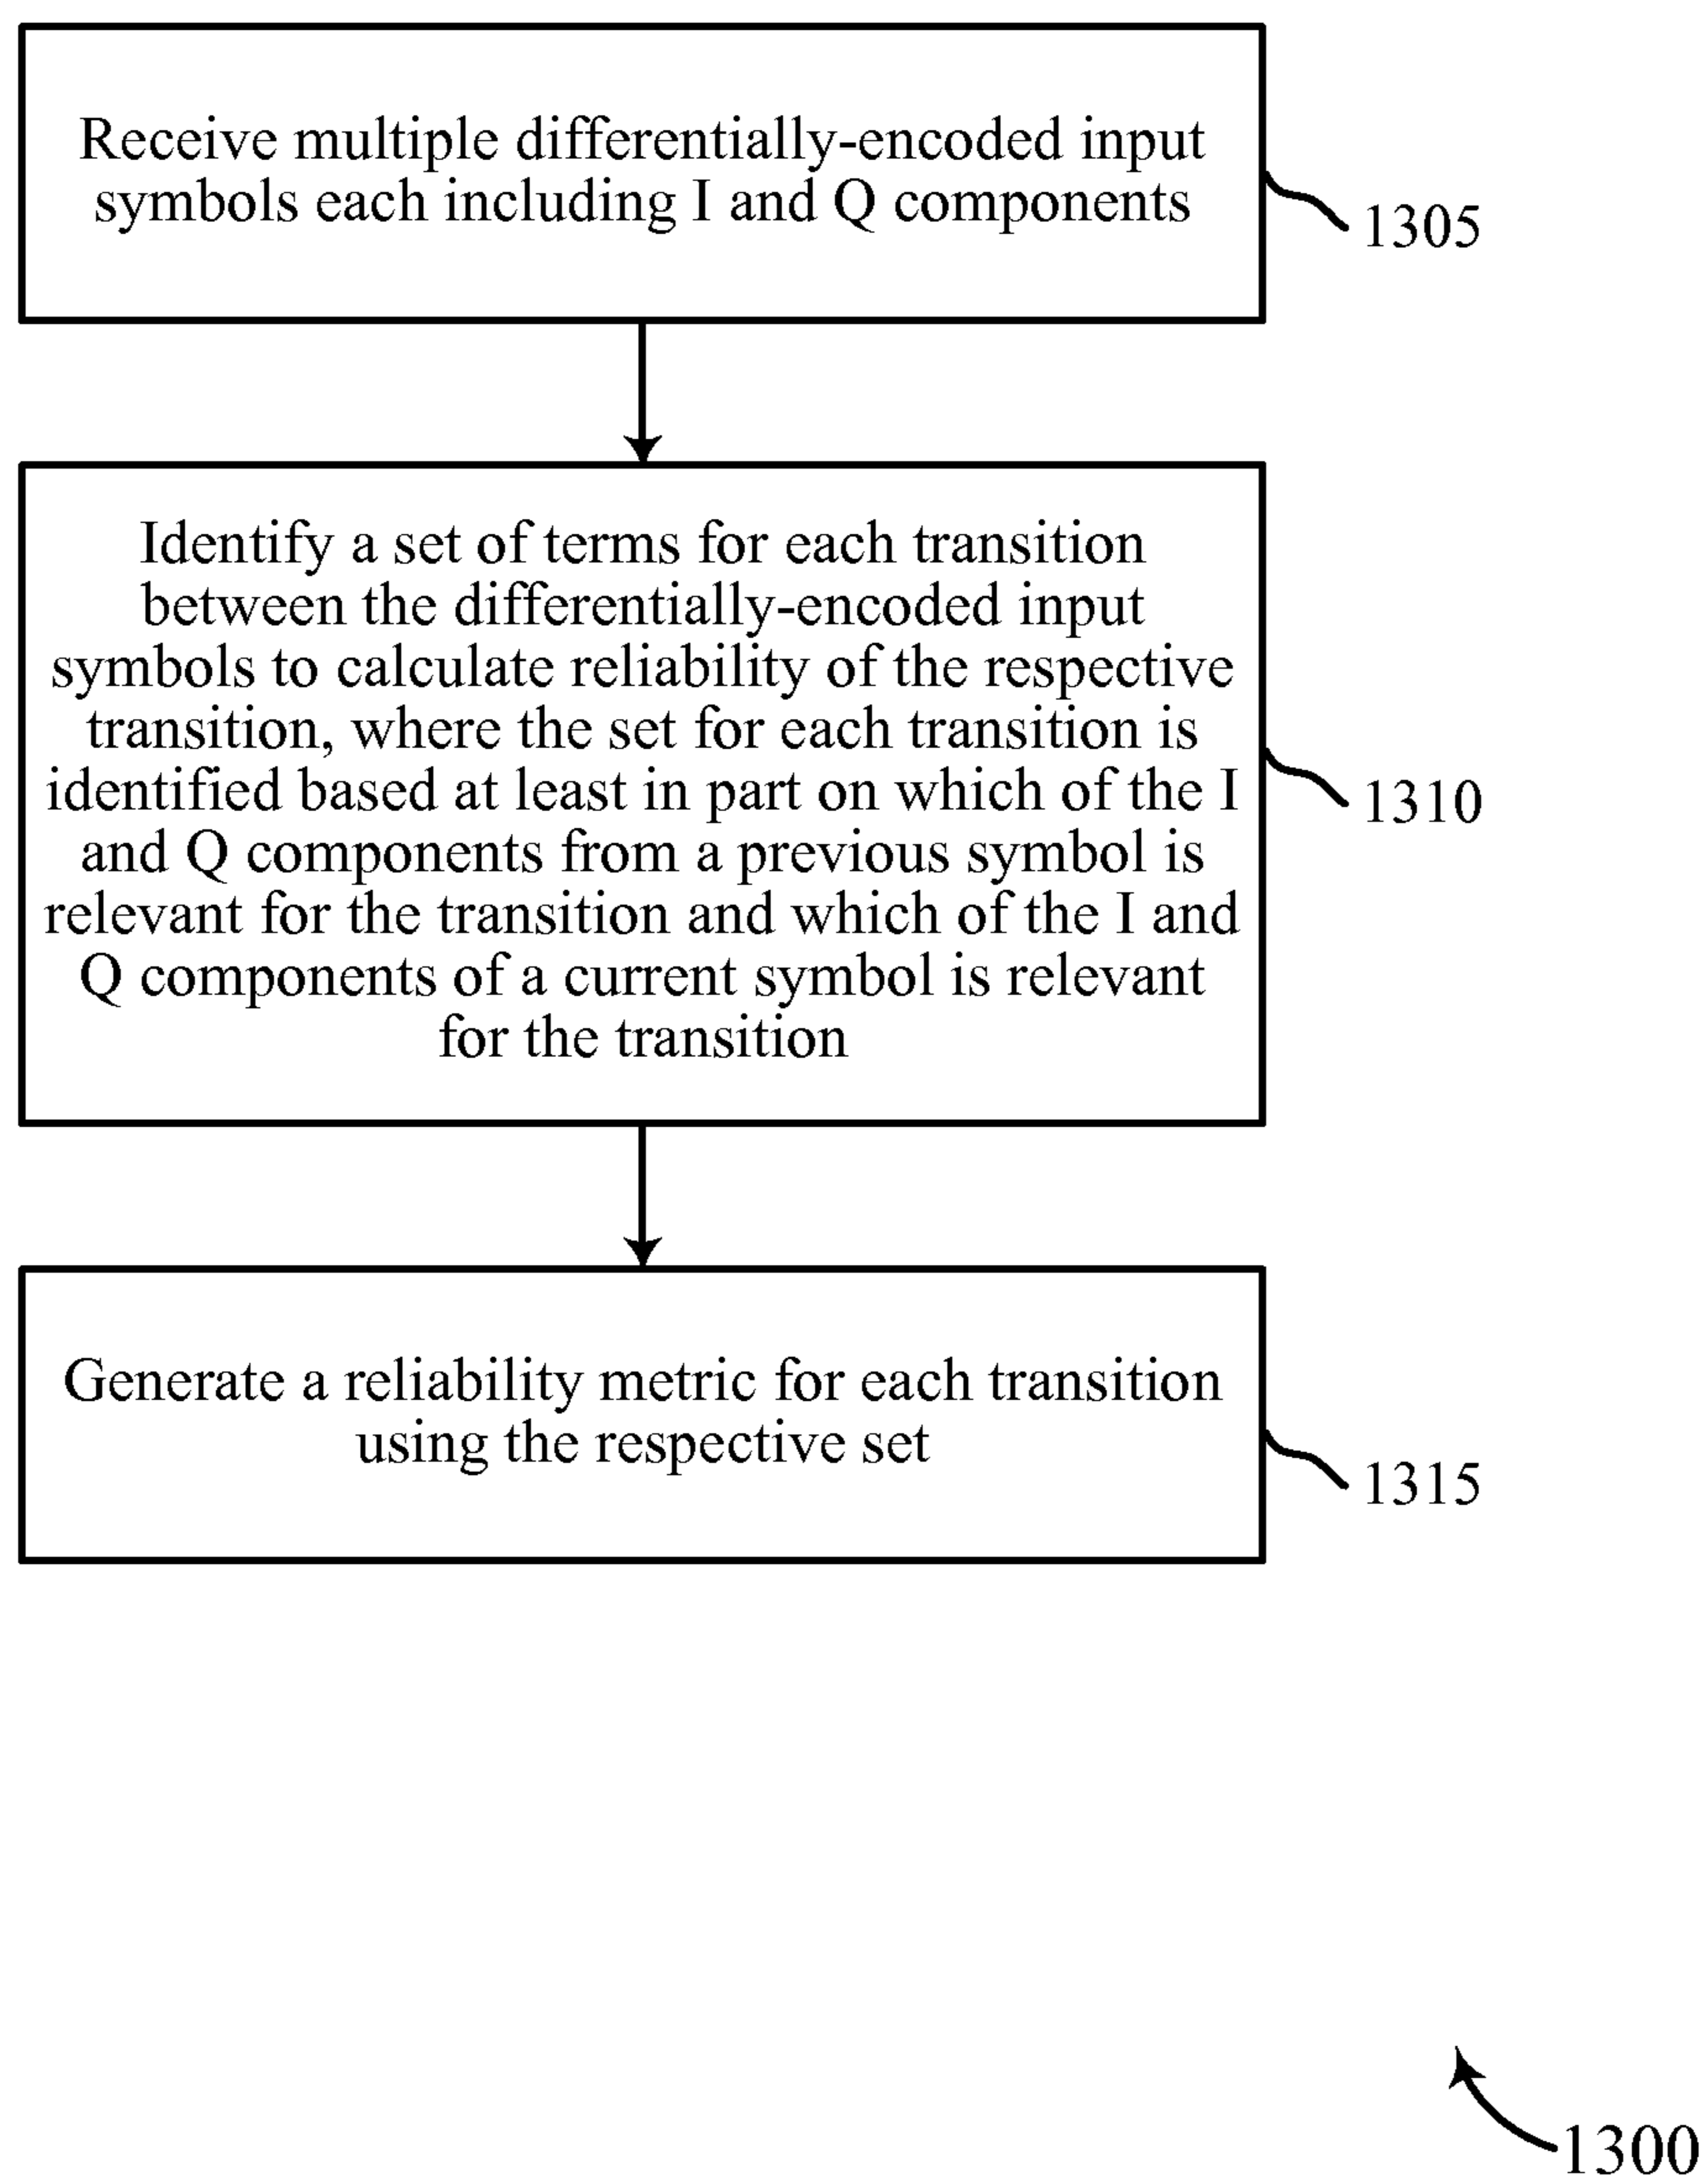 Receive multiple differentially-encoded input
symbols each including I and Q components
1305
Identify a set of terms for each transition
between the differentially-encoded input
symbols to calculate reliability of the respective
transition, where the set for each transition is
identified based at least in part on which of the I
and Q components from a previous symbol is
relevant for the transition and which of the I and
Q components of a current symbol is relevant
for the transition
1310
Generate a reliability metric for each transition
using the respective set
1315
1300